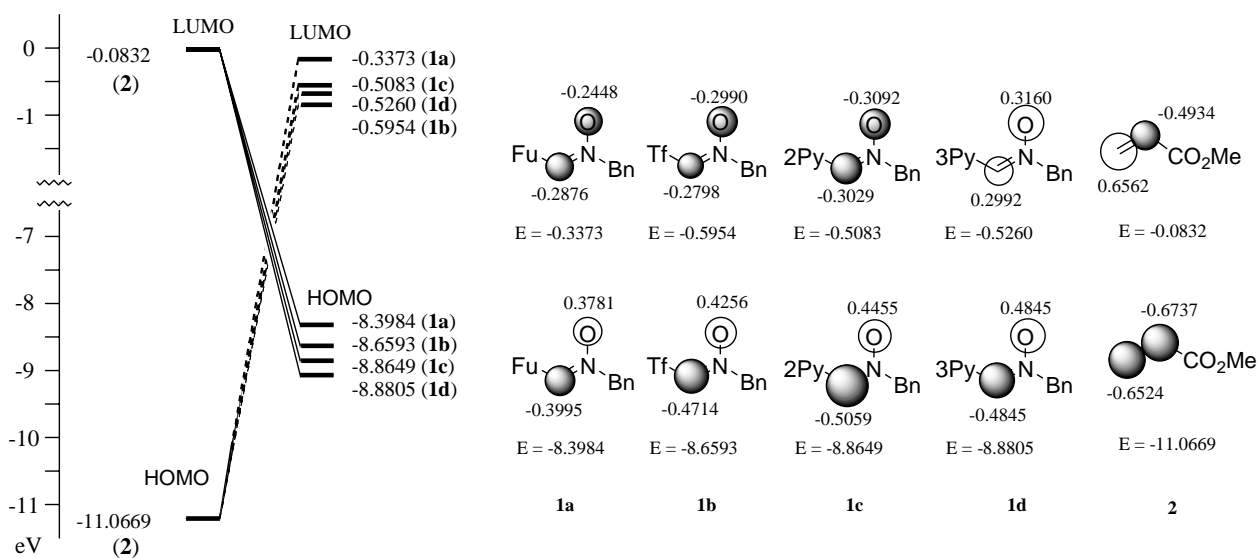 LUMO
LUMO
0
-0.0832
(2)
-0.3373 (1a)
-0.5083 (1c)
-0.5260 (1d)
-0.5954 (1b)
-1
-7
-8
HOMO
-8.3984 (1a)
-8.6593 (1b)
-8.8649 (1c)
-8.8805 (1d)
-9
-10
HOMO
-11
-11.0669
(2)
eV
-0.2448
O
Fu
N
Bn
-0.2876
E = -0.3373
-0.2990
O
Tf
N
Bn
-0.2798
E = -0.5954
-0.3092
O
2Py
N
Bn
-0.3029
E = -0.5083
0.3160
O
3Py
N
Bn
0.2992
E = -0.5260
-0.4934
CO2Me
0.6562
E = -0.0832
0.3781
O
Fu
N
Bn
-0.3995
E = -8.3984
0.4256
O
Tf
N
Bn
-0.4714
E = -8.6593
0.4455
O
2Py
N
Bn
-0.5059
E = -8.8649
0.4845
O
3Py
N
Bn
-0.4845
E = -8.8805
-0.6737
CO2Me
-0.6524
E = -11.0669
1a
1b
1c
1d
2